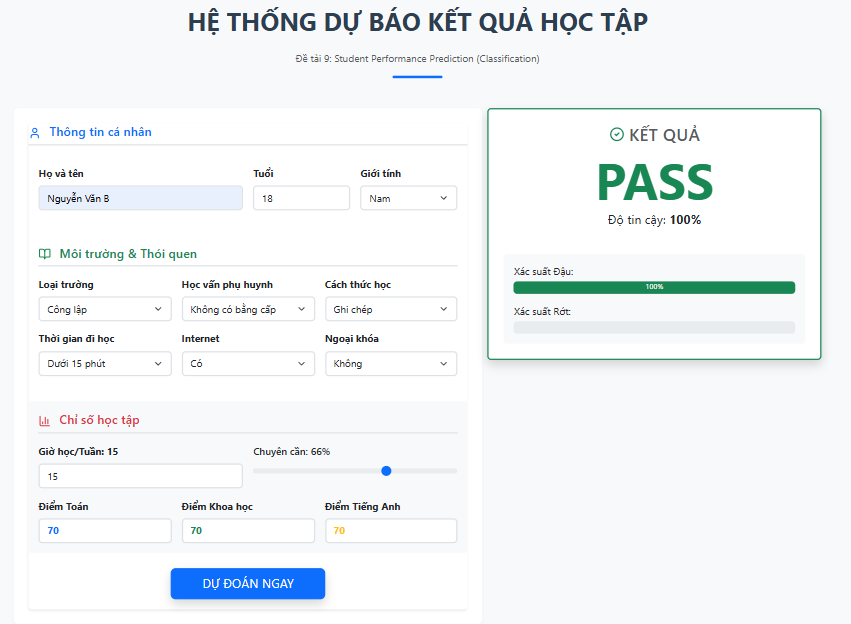 HỆ THỐNG DỰ BÁO KẾT QUẢ HỌC TẬP
Đề tài 9: Student Performance Prediction (Classification)
Thông tin cá nhân
Họ và tên Tuổi Giới tính
Nguyễn Văn B 18 Nam
Môi trường & Thói quen
Loại trường Học vấn phụ huynh Cách thức học
Công lập Không có bằng cấp Ghi chép
Thời gian đi học Internet Ngoại khóa
Dưới 15 phút Có Không
Chỉ số học tập
Giờ học/Tuần: 15 Chuyên cần: 66%
15
Điểm Toán Điểm Khoa học Điểm Tiếng Anh
70 70 70
DỰ ĐOÁN NGAY
KẾT QUẢ
PASS
Độ tin cậy: 100%
Xác suất Đậu:
100%
Xác suất Rớt: